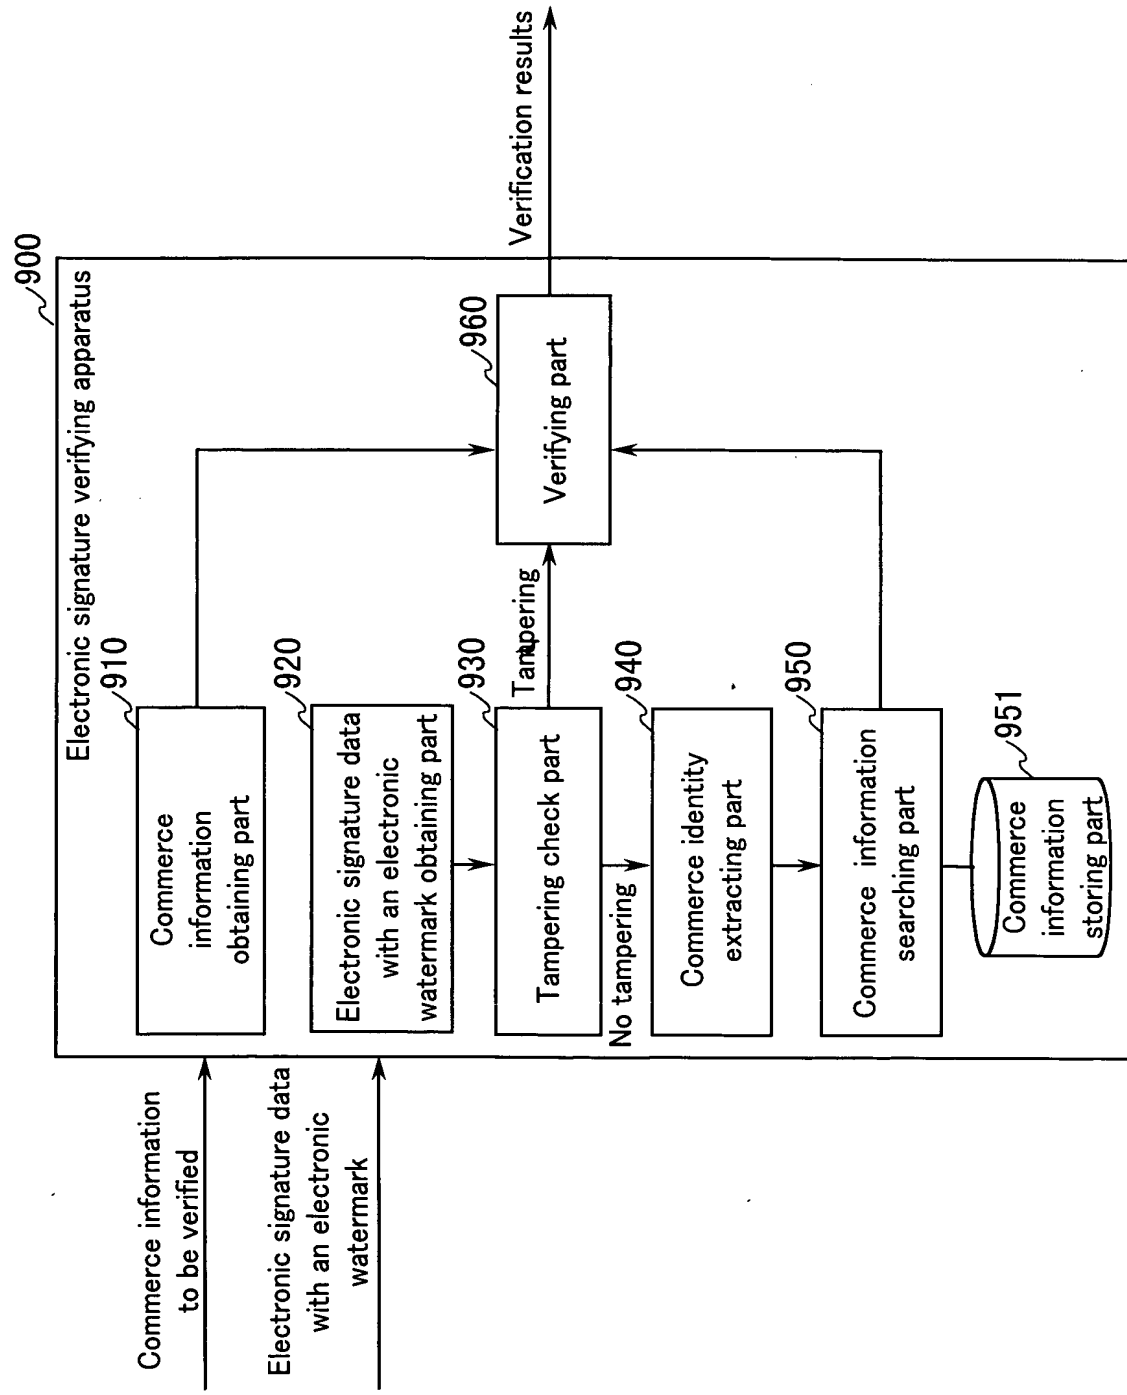 Commerce information
to be verified
Electronic signature data
with an electronic
watermark
900
Electronic signature verifying apparatus
910
Commerce
information
obtaining part
920
Electronic signature data
with an electronic
watermark obtaining part
930
Tampering check part
Tampering
No tampering
940
Commerce identity
extracting part
950
Commerce information
searching part
951
Commerce
information
storing part
960
Verifying part
Verification results